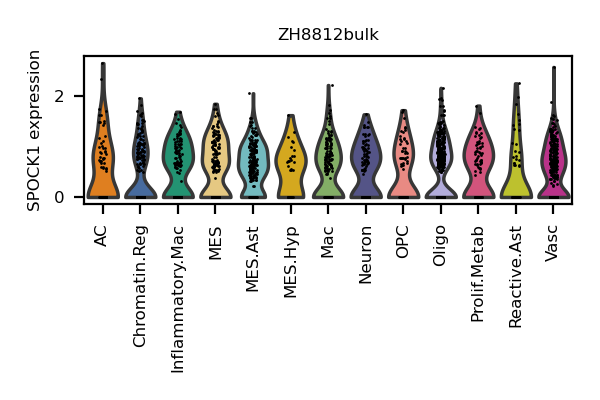 ZH8812bulk
SPOCK1 expression
2
0
AC
Chromatin.Reg
Inflammatory.Mac
MES
MES.Ast
MES.Hyp
Mac
Neuron
OPC
Oligo
Prolif.Metab
Reactive.Ast
Vasc